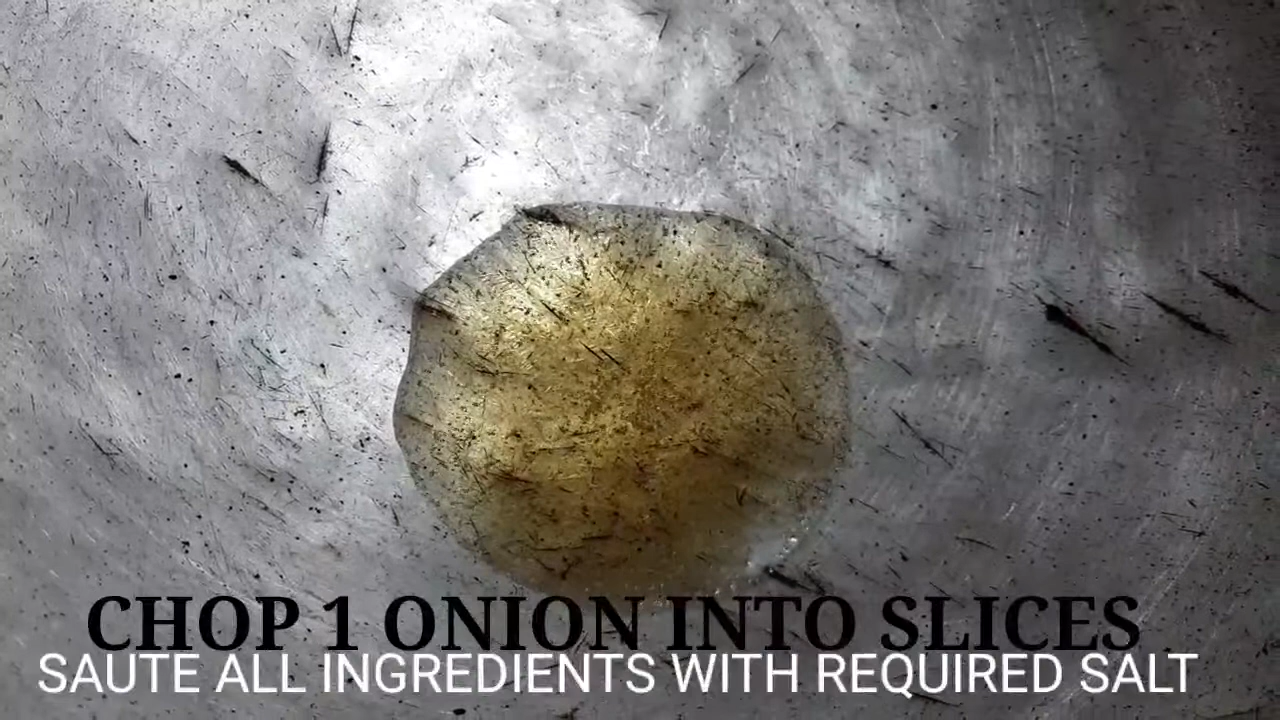 CHOP 1 ONION INTO SLICES
SAUTE ALL INGREDIENTS WITH REQUIRED SALT